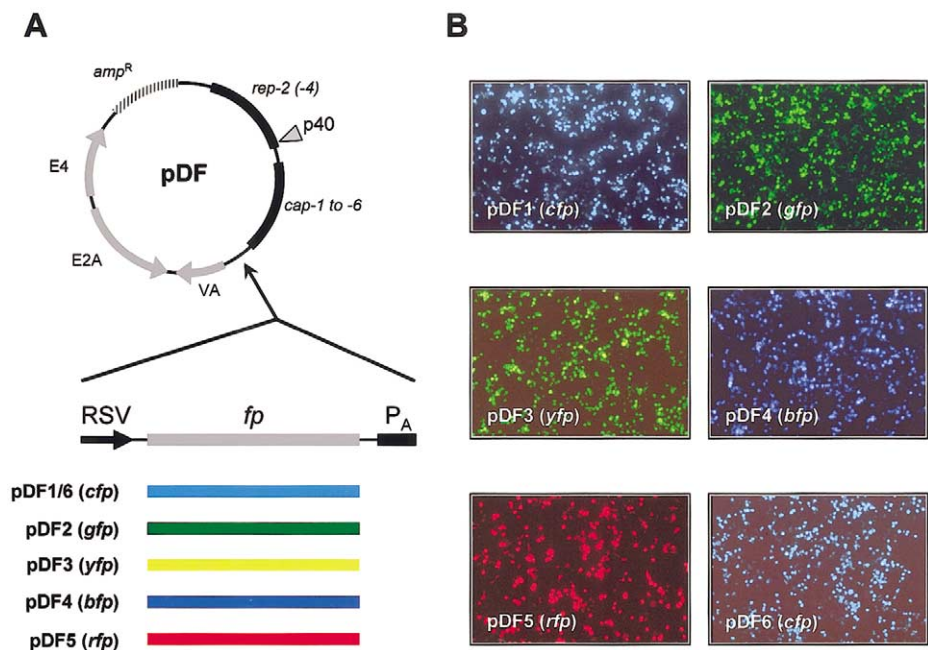 A
amp^R
rep-2 (-4)
p40
E4
pDF
cap-1 to -6
E2A
VA
RSV
fp
P_A
pDF1/6 (cfp)
pDF2 (gfp)
pDF3 (yfp)
pDF4 (bfp)
pDF5 (rfp)
B
pDF1 (cfp)
pDF2 (gfp)
pDF3 (yfp)
pDF4 (bfp)
pDF5 (rfp)
pDF6 (cfp)